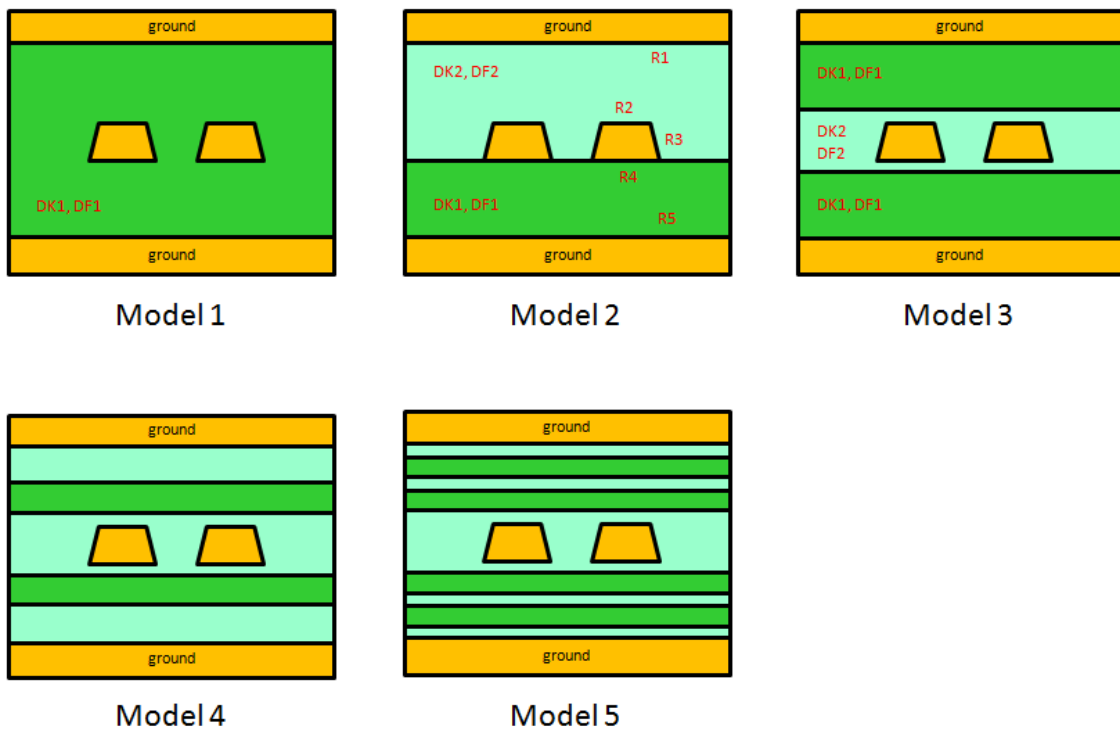 ground
DK1, DF1
ground
Model 1
ground
DK2, DF2
R1
R2
R3
R4
DK1, DF1
R5
ground
Model 2
ground
DK1, DF1
DK2
DF2
DK1, DF1
ground
Model 3
ground
ground
Model 4
ground
ground
Model 5